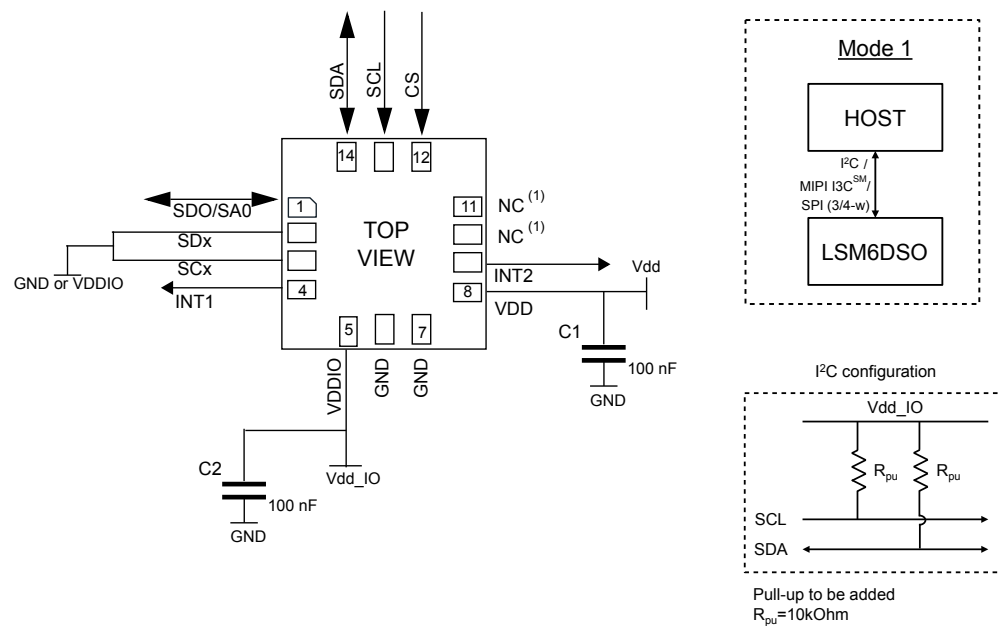 SDA
SCL
CS
14
12
1
11
NC (1)
SDO/SA0
TOP
VIEW
NC (1)
SDx
SCx
GND or VDDIO
INT1
4
8
INT2
VDD
Vdd
5
7
VDDIO
GND
GND
C1
100 nF
GND
C2
100 nF
GND
Vdd_IO
Mode 1
HOST
I²C /
MIPI I3C SM/
SPI (3/4-w)
LSM6DSO
I²C configuration
Vdd_IO
Rpu
Rpu
SCL
SDA
Pull-up to be added
Rpu=10kOhm